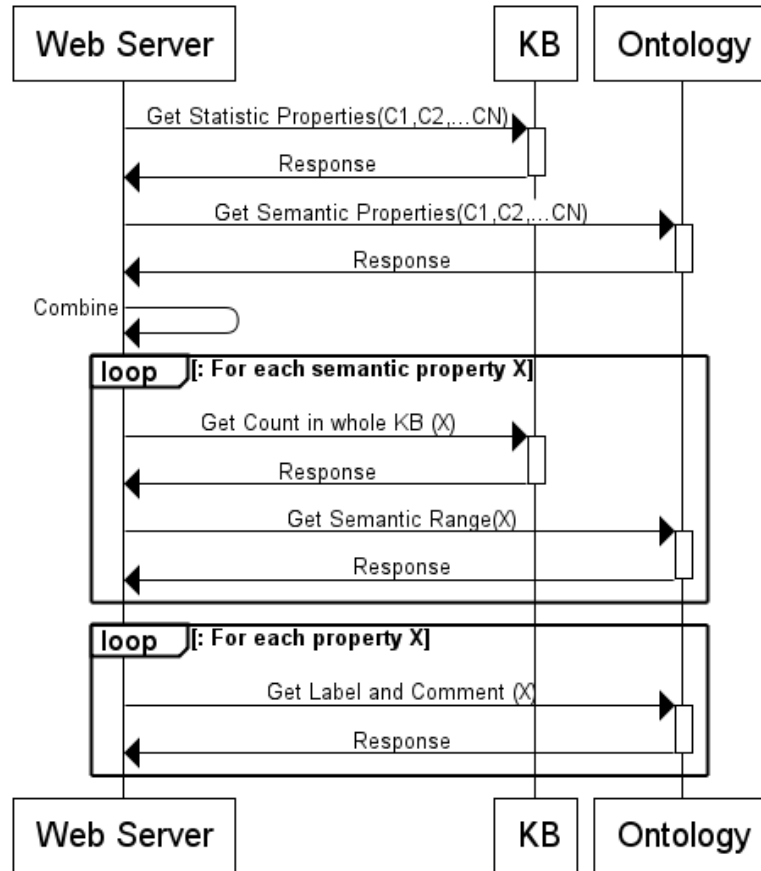 Web Server
KB
Ontology
Get Statistic Properties(C1,C2,...CN)
Response
Get Semantic Properties(C1,C2,...CN)
Response
Combine
loop
[: For each semantic property X]
Get Count in whole KB (X)
Response
Get Semantic Range(X)
Response
loop
[: For each property X]
Get Label and Comment (X)
Response
Web Server
KB
Ontology